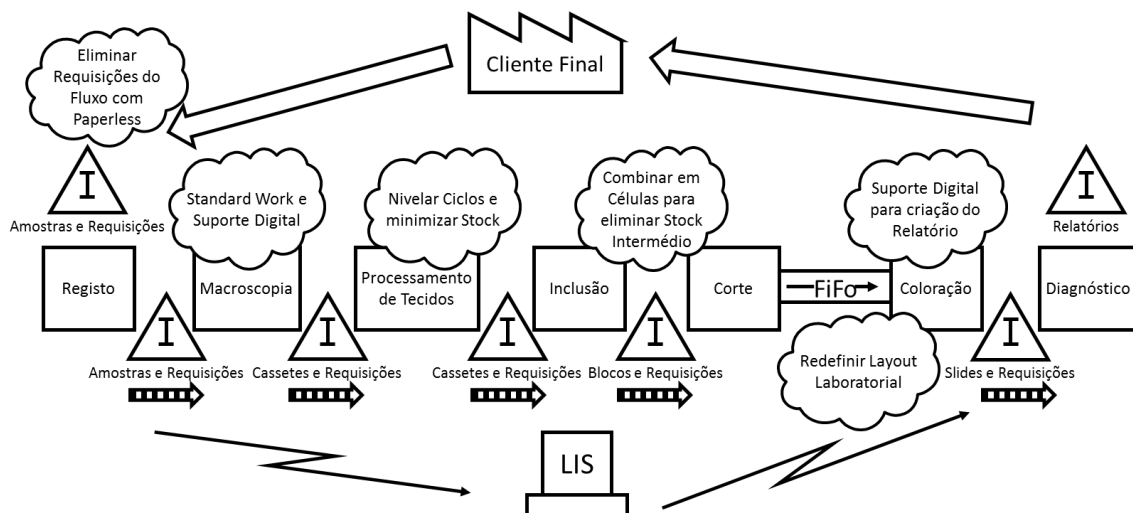 Eliminar
Requisições do
Fluxo com
Paperless
Cliente Final
I
Amostras e Requisições
Standard Work e
Suporte Digital
Nivelar Ciclos e
minimizar Stock
Combinar em
Células para
eliminar Stock
Intermédio
Suporte Digital
para criação do
Relatório
I
Relatórios
Registo
Macroscopia
Processamento
de Tecidos
Inclusão
Corte
FiFo
Coloração
Diagnóstico
I
Amostras e Requisições
I
Cassetes e Requisições
I
Cassetes e Requisições
I
Blocos e Requisições
Redefinir Layout
Laboratorial
I
Slides e Requisições
LIS